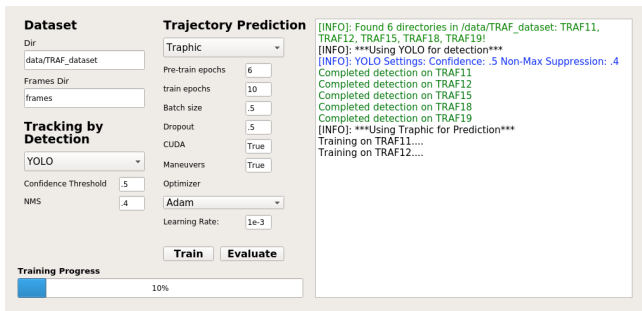 Dataset
Dir
data/TRAF_dataset
Frames Dir
frames
Tracking by
Detection
YOLO
Confidence Threshold .5
NMS .4
Trajectory Prediction
Traphic
Pre-train epochs 6
train epochs 10
Batch size .5
Dropout .5
CUDA True
Maneuvers True
Optimizer
Adam
Learning Rate: 1e-3
Train Evaluate
Training Progress
10%
[INFO]: Found 6 directories in /data/TRAF_dataset: TRAF11,
TRAF12, TRAF15, TRAF18, TRAF19!
[INFO]: ***Using YOLO for detection***
[INFO]: YOLO Settings: Confidence: .5 Non-Max Suppression: .4
Completed detection on TRAF11
Completed detection on TRAF12
Completed detection on TRAF15
Completed detection on TRAF18
Completed detection on TRAF19
[INFO]: ***Using Traphic for Prediction***
Training on TRAF11....
Training on TRAF12....